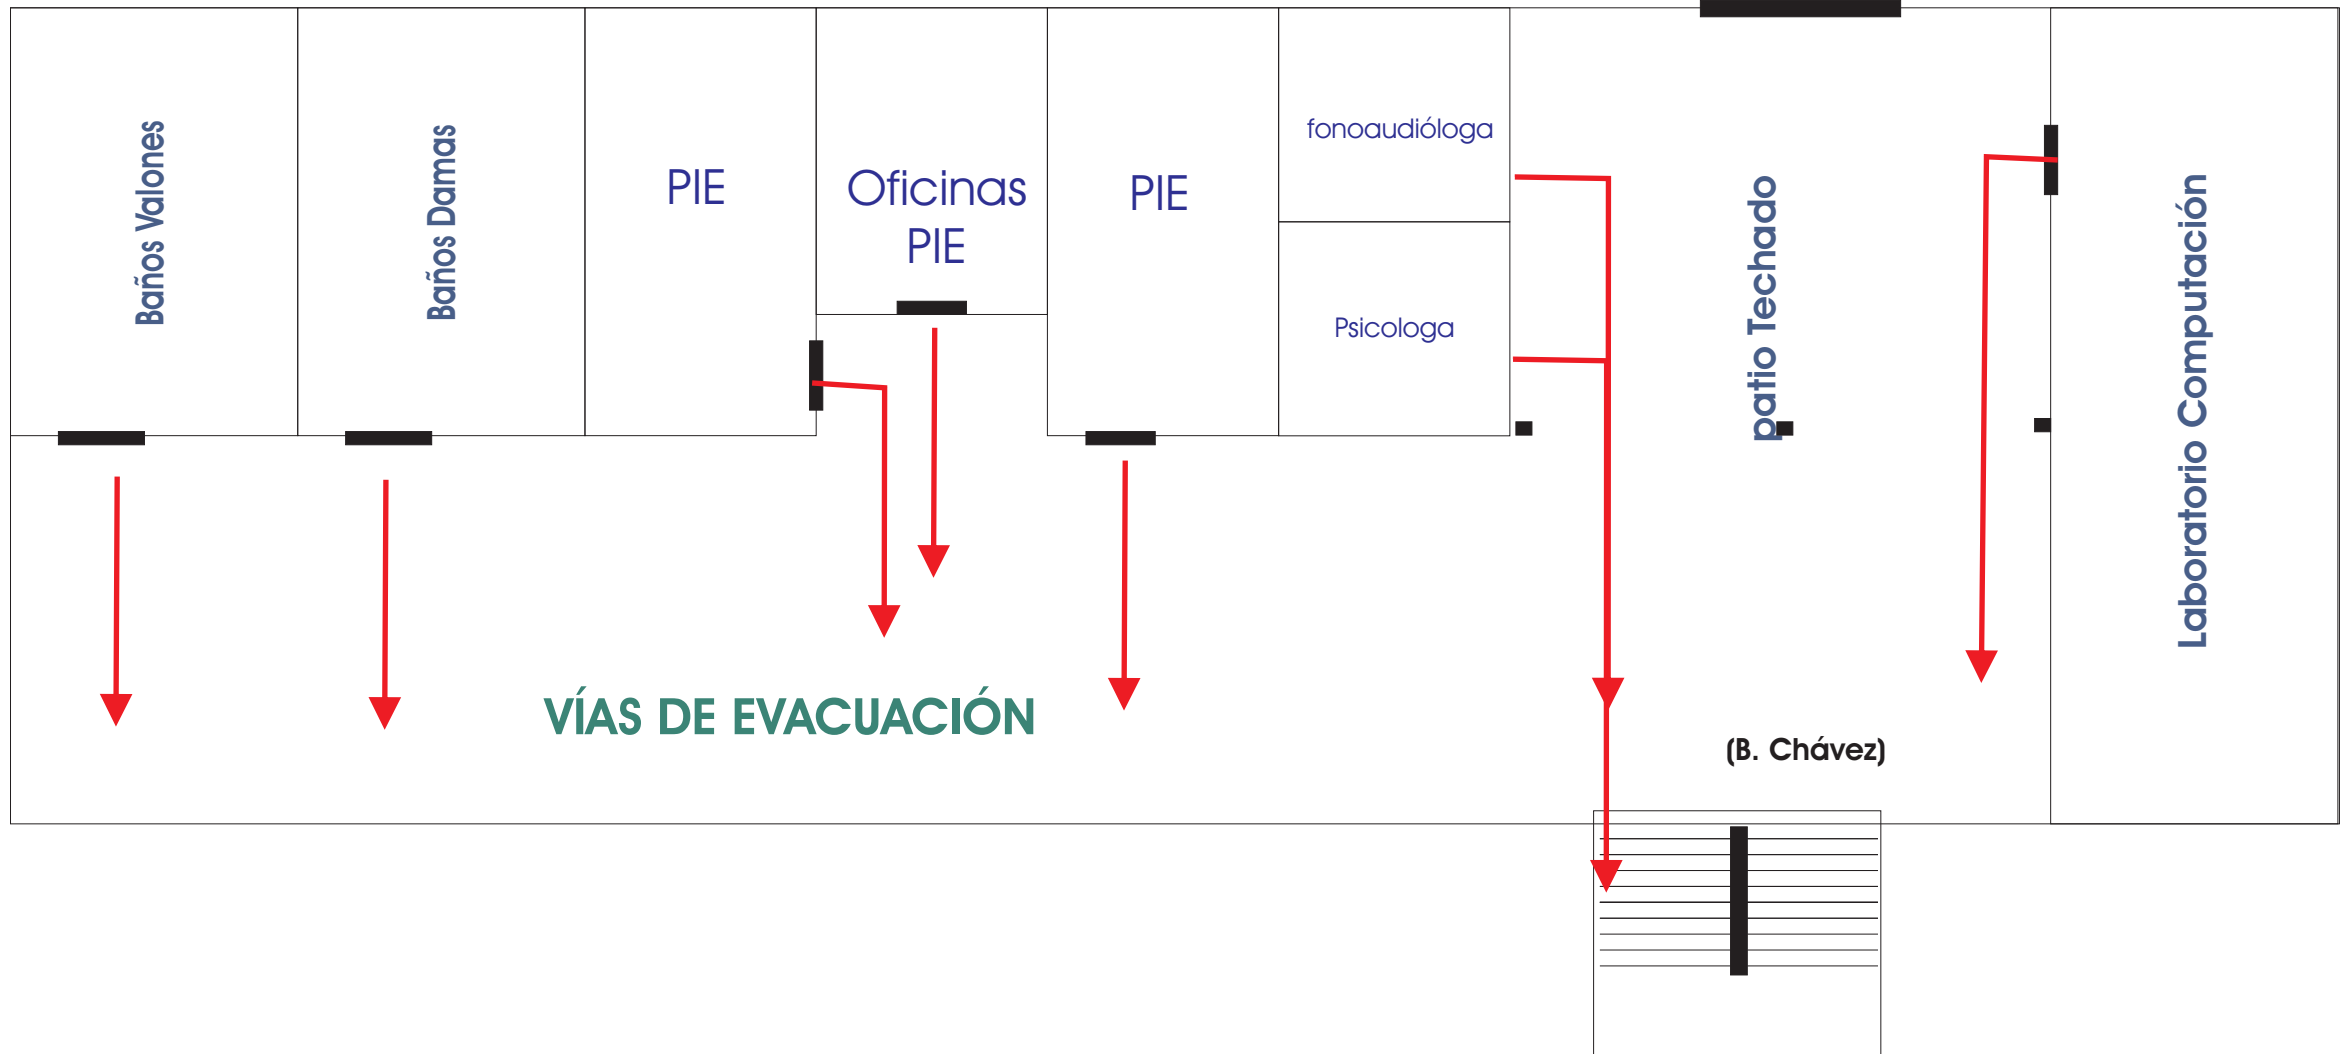 Baños Valones
Baños Damas
PIE
Oficinas
PIE
PIE
fonoaudióloga
Psicologa
patio Techado
Laboratorio Computación
VÍAS DE EVACUACIÓN
(B. Chávez)